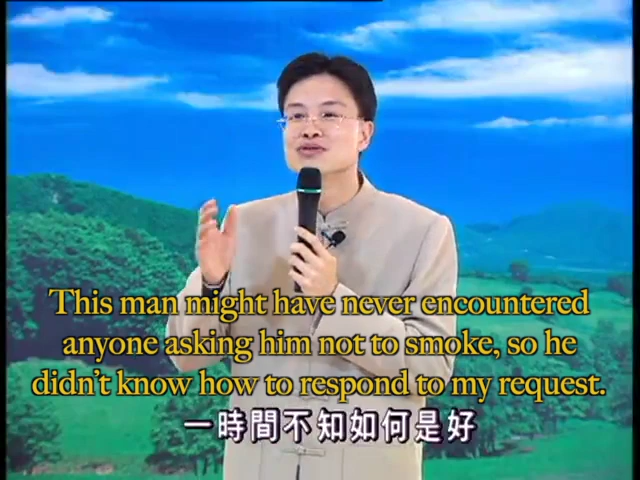 This man might have never encountered
anyone asking him not to smoke, so he
didn't know how to respond to my request.
一時間不知如何是好